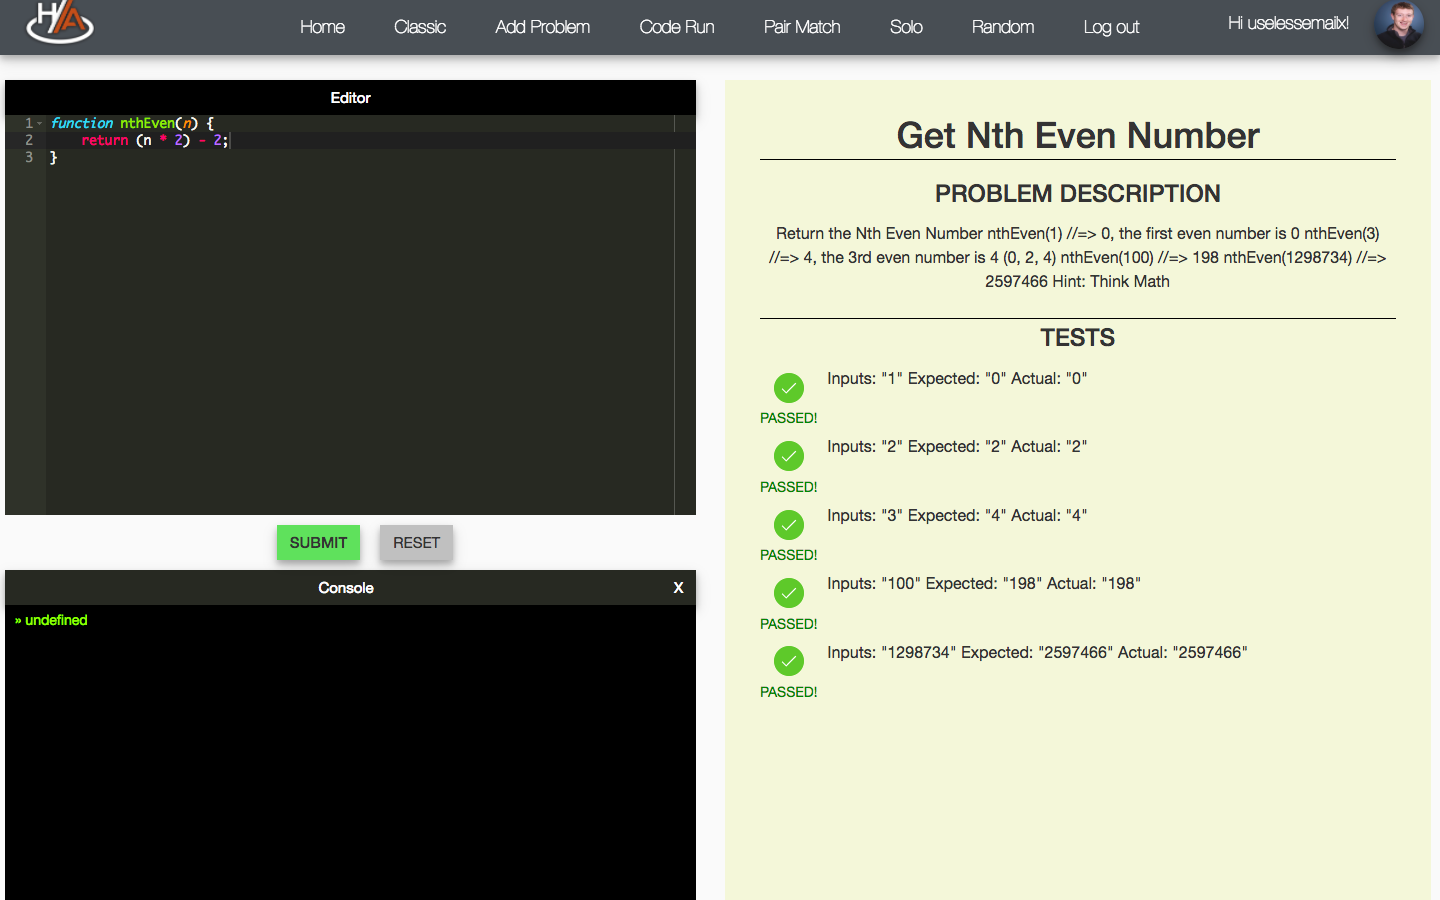 HA
Home Classic Add Problem Code Run Pair Match Solo Random Log out
Hi uselessemailx!
Editor
1 function nthEven(n) {
2 return (n * 2) - 2;
3 }
SUBMIT RESET
Console X
» undefined
Get Nth Even Number
PROBLEM DESCRIPTION
Return the Nth Even Number nthEven(1) //=> 0, the first even number is 0 nthEven(3)
//=> 4, the 3rd even number is 4 (0, 2, 4) nthEven(100) //=> 198 nthEven(1298734) //=>
2597466 Hint: Think Math
TESTS
Inputs: "1" Expected: "0" Actual: "0"
PASSED!
Inputs: "2" Expected: "2" Actual: "2"
PASSED!
Inputs: "3" Expected: "4" Actual: "4"
PASSED!
Inputs: "100" Expected: "198" Actual: "198"
PASSED!
Inputs: "1298734" Expected: "2597466" Actual: "2597466"
PASSED!